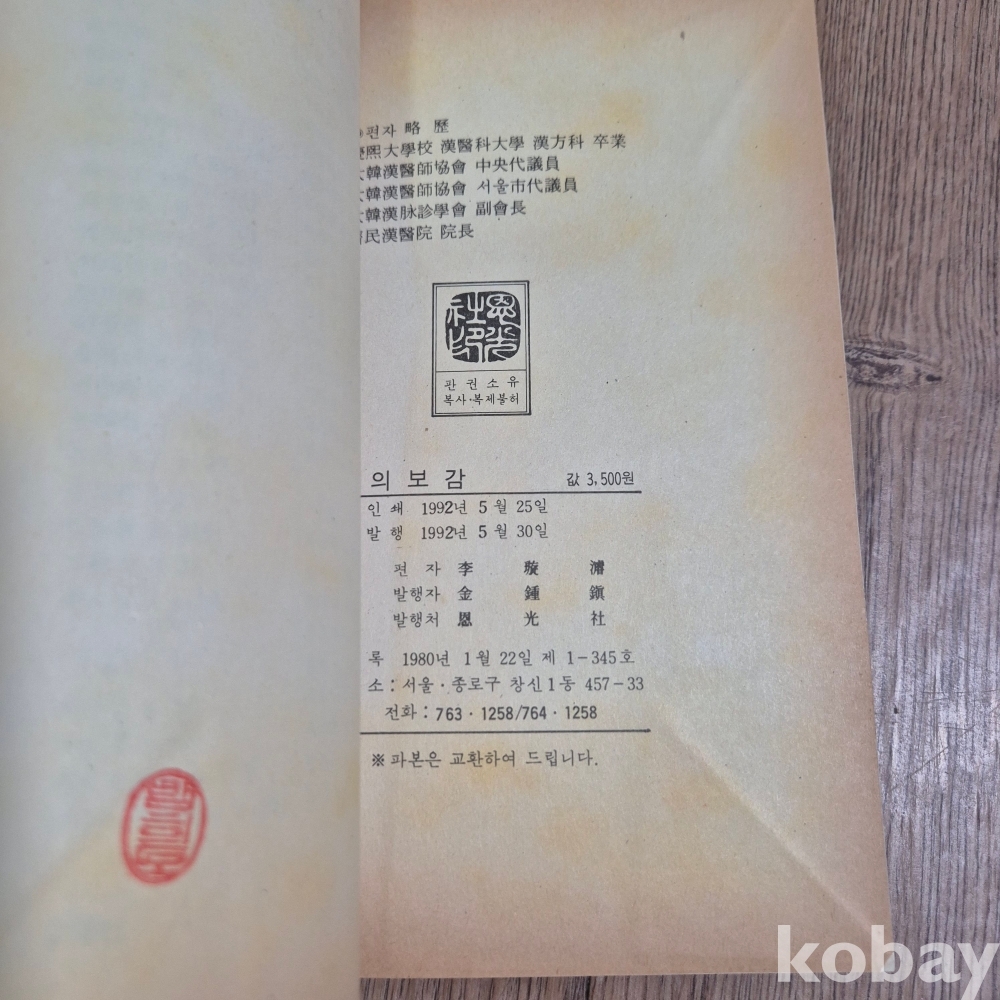 편자 略 歷
熙大學校 漢醫科大學 漢方科 卒業
韓漢醫師協會 中央代議員
韓漢醫師協會 서울市代議員
韓漢脉診學會 副會長
民漢醫院 院長
恩光
社印
판 권 소 유
복사·복제불허
의 보 감 값 3,500원
인 쇄 1992년 5 월 25일
발 행 1992년 5 월 30일
편 자 李 璇 濬
발행자 金 鍾 鎭
발행처 恩 光 社
록 1980년 1 월 22일 제 1-345호
소 : 서울·종로구 창신 1동 457-33
전화 : 763·1258/764·1258
※ 파본은 교환하여 드립니다.
kobay